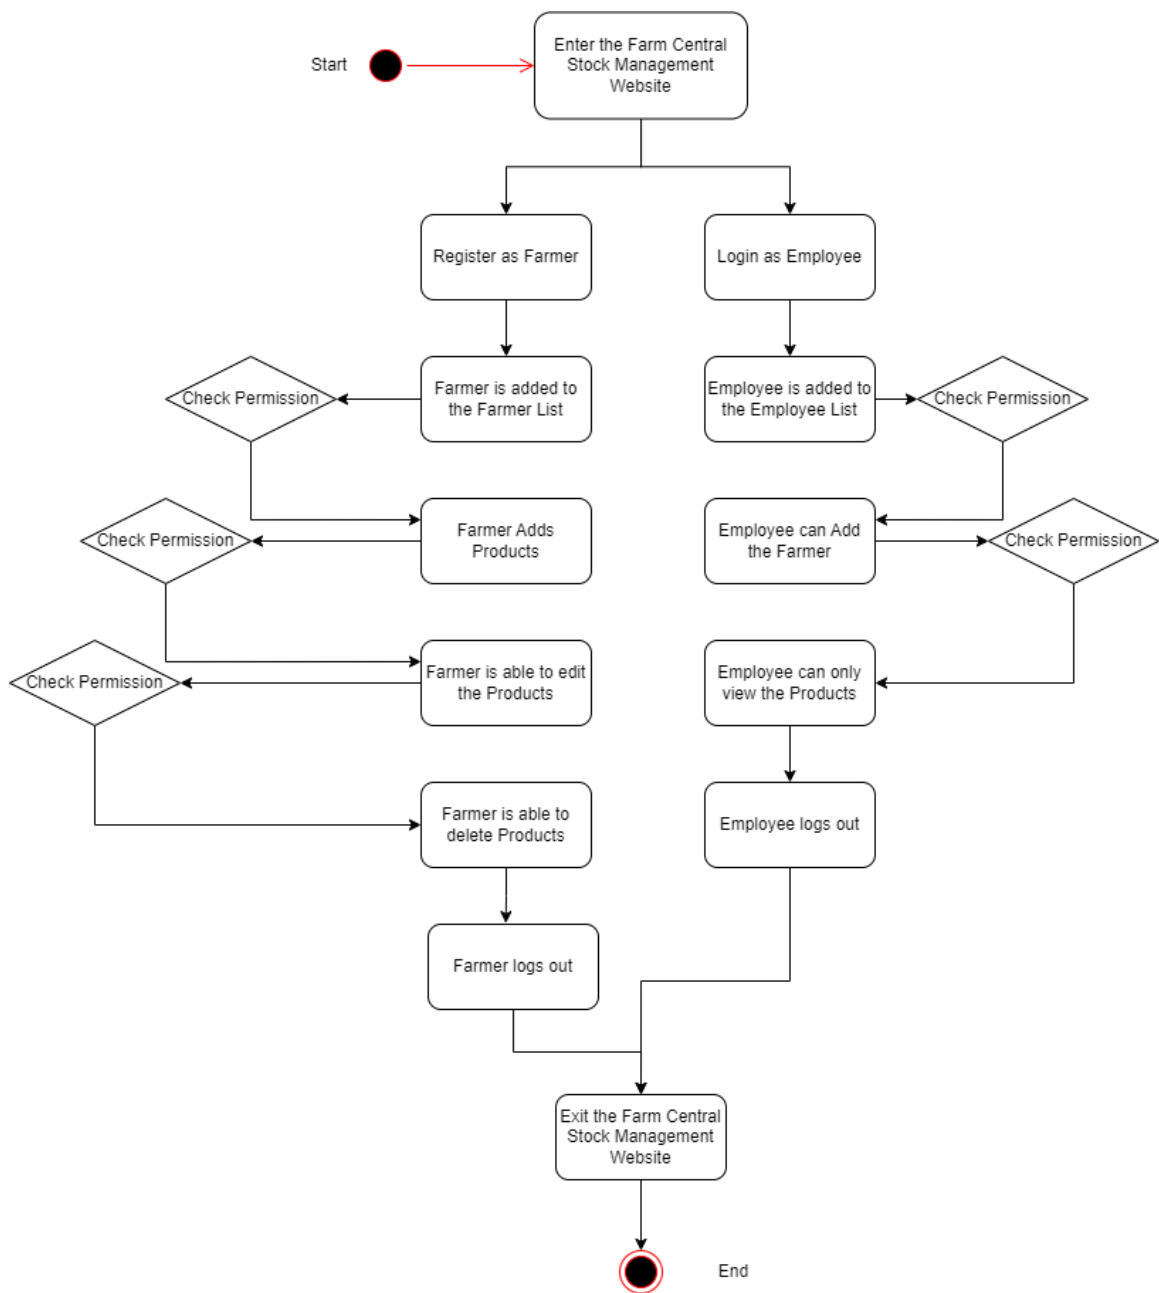 Start
Enter the Farm Central
Stock Management
Website
Register as Farmer
Login as Employee
Check Permission
Farmer is added to
the Farmer List
Employee is added to
the Employee List
Check Permission
Check Permission
Farmer Adds
Products
Employee can Add
the Farmer
Check Permission
Check Permission
Farmer is able to edit
the Products
Employee can only
view the Products
Farmer is able to
delete Products
Employee logs out
Farmer logs out
Exit the Farm Central
Stock Management
Website
End